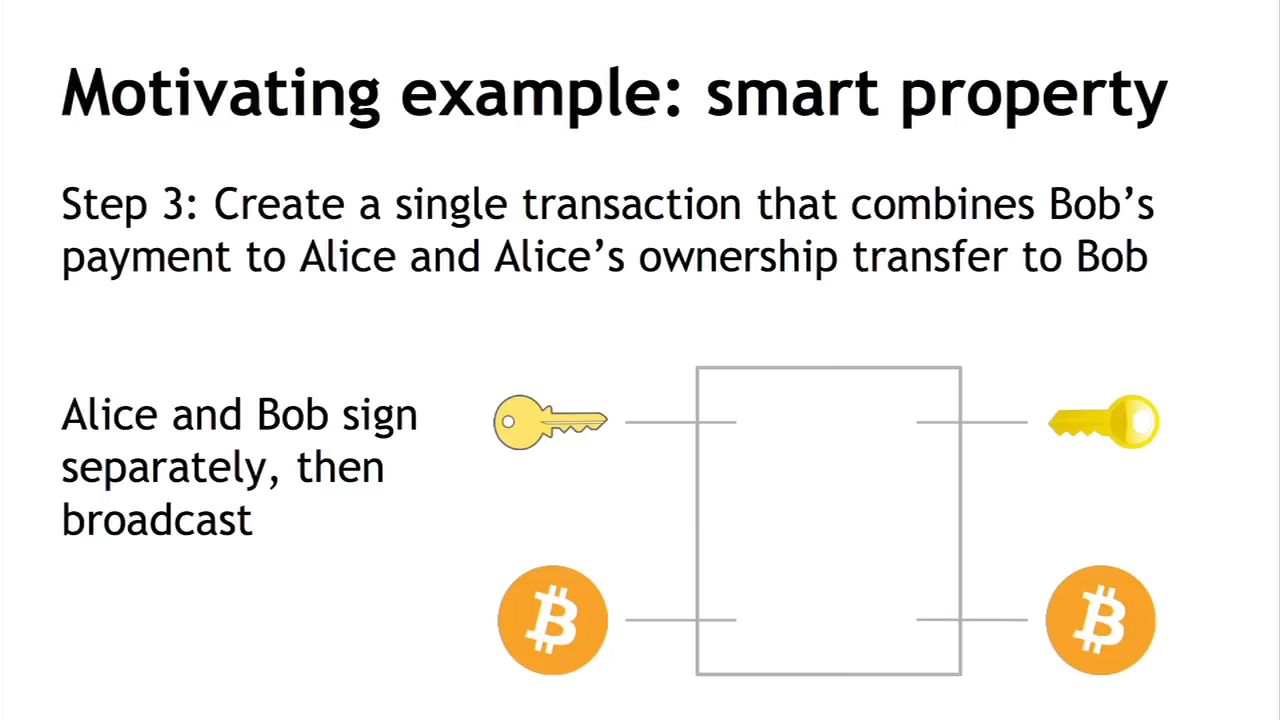 Motivating example: smart property
Step 3: Create a single transaction that combines Bob’s
payment to Alice and Alice’s ownership transfer to Bob
Alice and Bob sign
separately, then
broadcast